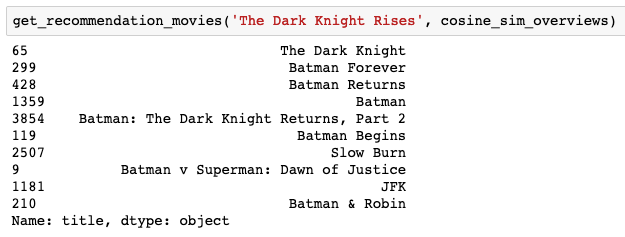 get_recommendation_movies('The Dark Knight Rises', cosine_sim_overviews)
65 The Dark Knight
299 Batman Forever
428 Batman Returns
1359 Batman
3854 Batman: The Dark Knight Returns, Part 2
119 Batman Begins
2507 Slow Burn
9 Batman v Superman: Dawn of Justice
1181 JFK
210 Batman & Robin
Name: title, dtype: object